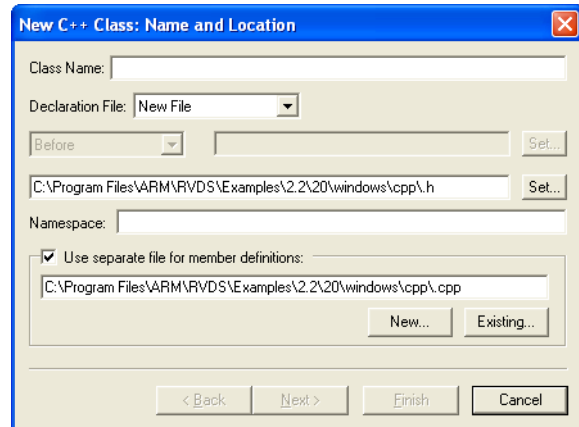 New C++ Class: Name and Location
Class Name:
Declaration File: New File
Before Set...
C:\Program Files\ARM\RVDS\Examples\2.2\20\windows\cpp\.h Set...
Namespace:
Use separate file for member definitions:
C:\Program Files\ARM\RVDS\Examples\2.2\20\windows\cpp\.cpp
New... Existing...
< Back Next > Finish Cancel